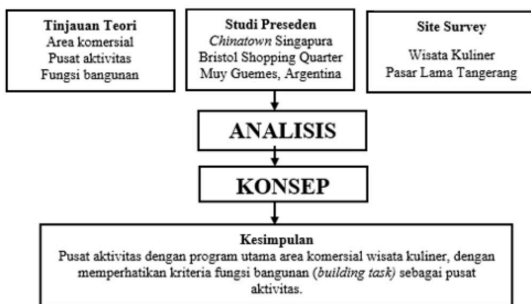 Tinjauan Teori
Area komersial
Pusat aktivitas
Fungsi bangunan
Studi Preseden
Chinatown Singapura
Bristol Shopping Quarter
Muy Guemes, Argentina
Site Survey
Wisata Kuliner
Pasar Lama Tangerang
ANALISIS
KONSEP
Kesimpulan
Pusat aktivitas dengan program utama area komersial wisata kuliner, dengan
memperhatikan kriteria fungsi bangunan (building task) sebagai pusat
aktivitas.